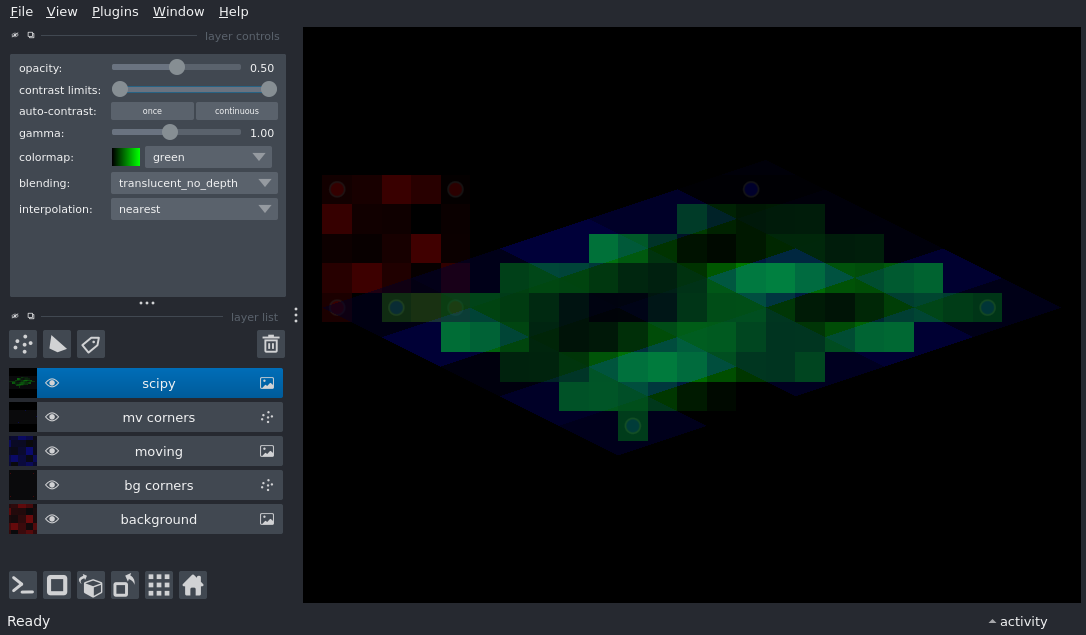 File View Plugins Window Help
layer controls
opacity: 0.50
contrast limits:
auto-contrast: once continuous
gamma: 1.00
colormap: green
blending: translucent_no_depth
interpolation: nearest
layer list
scipy
mv corners
moving
bg corners
background
Ready activity